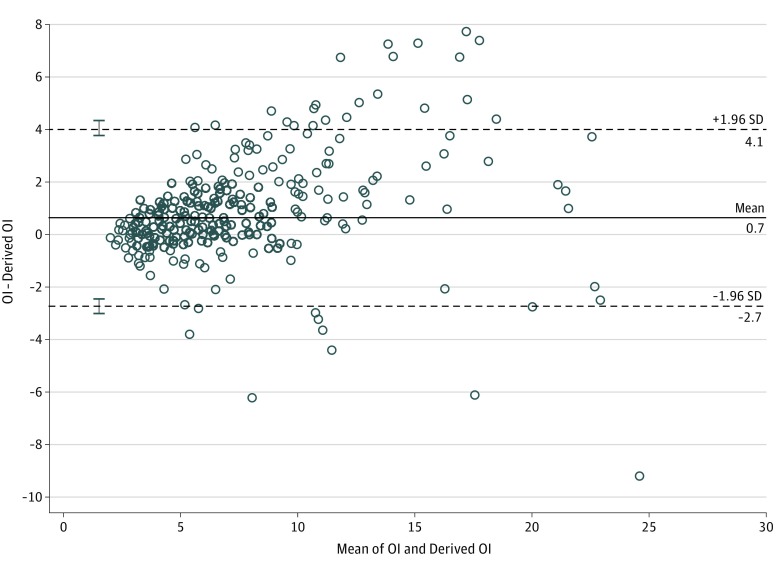 8
6
4
2
0
-2
-4
-6
-8
-10
OI – Derived OI
+1.96 SD
4.1
Mean
0.7
-1.96 SD
-2.7
0 5 10 15 20 25 30
Mean of OI and Derived OI